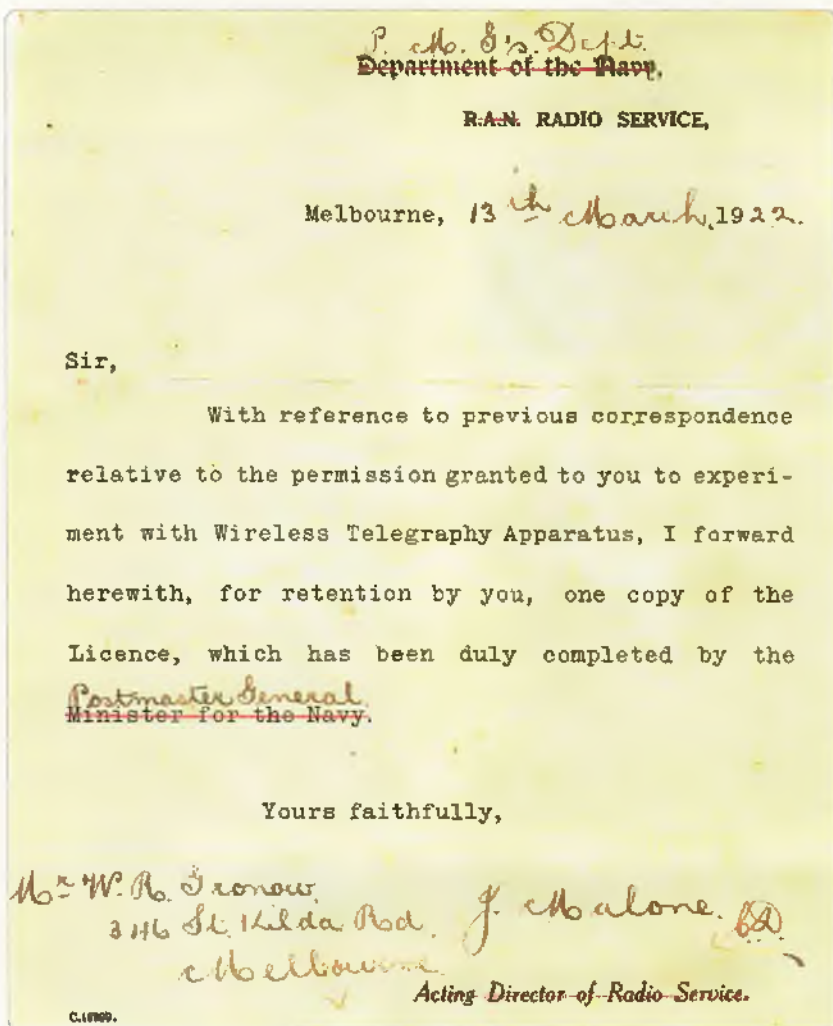 P. M. G's. Dept.
Department of the Navy.
R.A.N. RADIO SERVICE,
Melbourne, 13th March, 1922.
Sir,
With reference to previous correspondence
relative to the permission granted to you to experi-
ment with Wireless Telegraphy Apparatus, I forward
herewith, for retention by you, one copy of the
Licence, which has been duly completed by the
Postmaster General.
Minister for the Navy.
Yours faithfully,
Mr W. R. Gronow.
346 St. Kilda Rd.
Melbourne
J. Malone.
Acting Director of Radio Service.